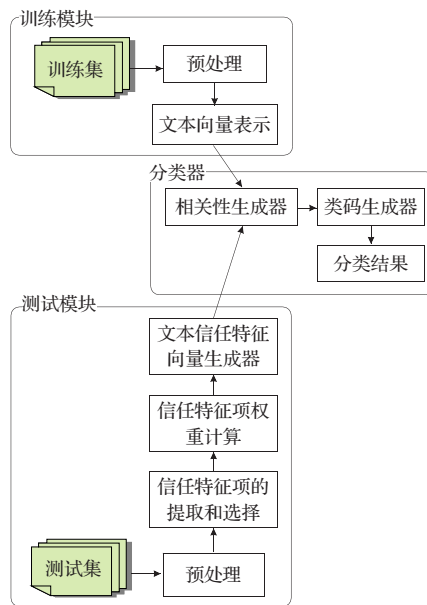 训练模块
训练集
预处理
文本向量表示
分类器
相关性生成器
类码生成器
分类结果
测试模块
文本信任特征
向量生成器
信任特征项权
重计算
信任特征项的
提取和选择
测试集
预处理